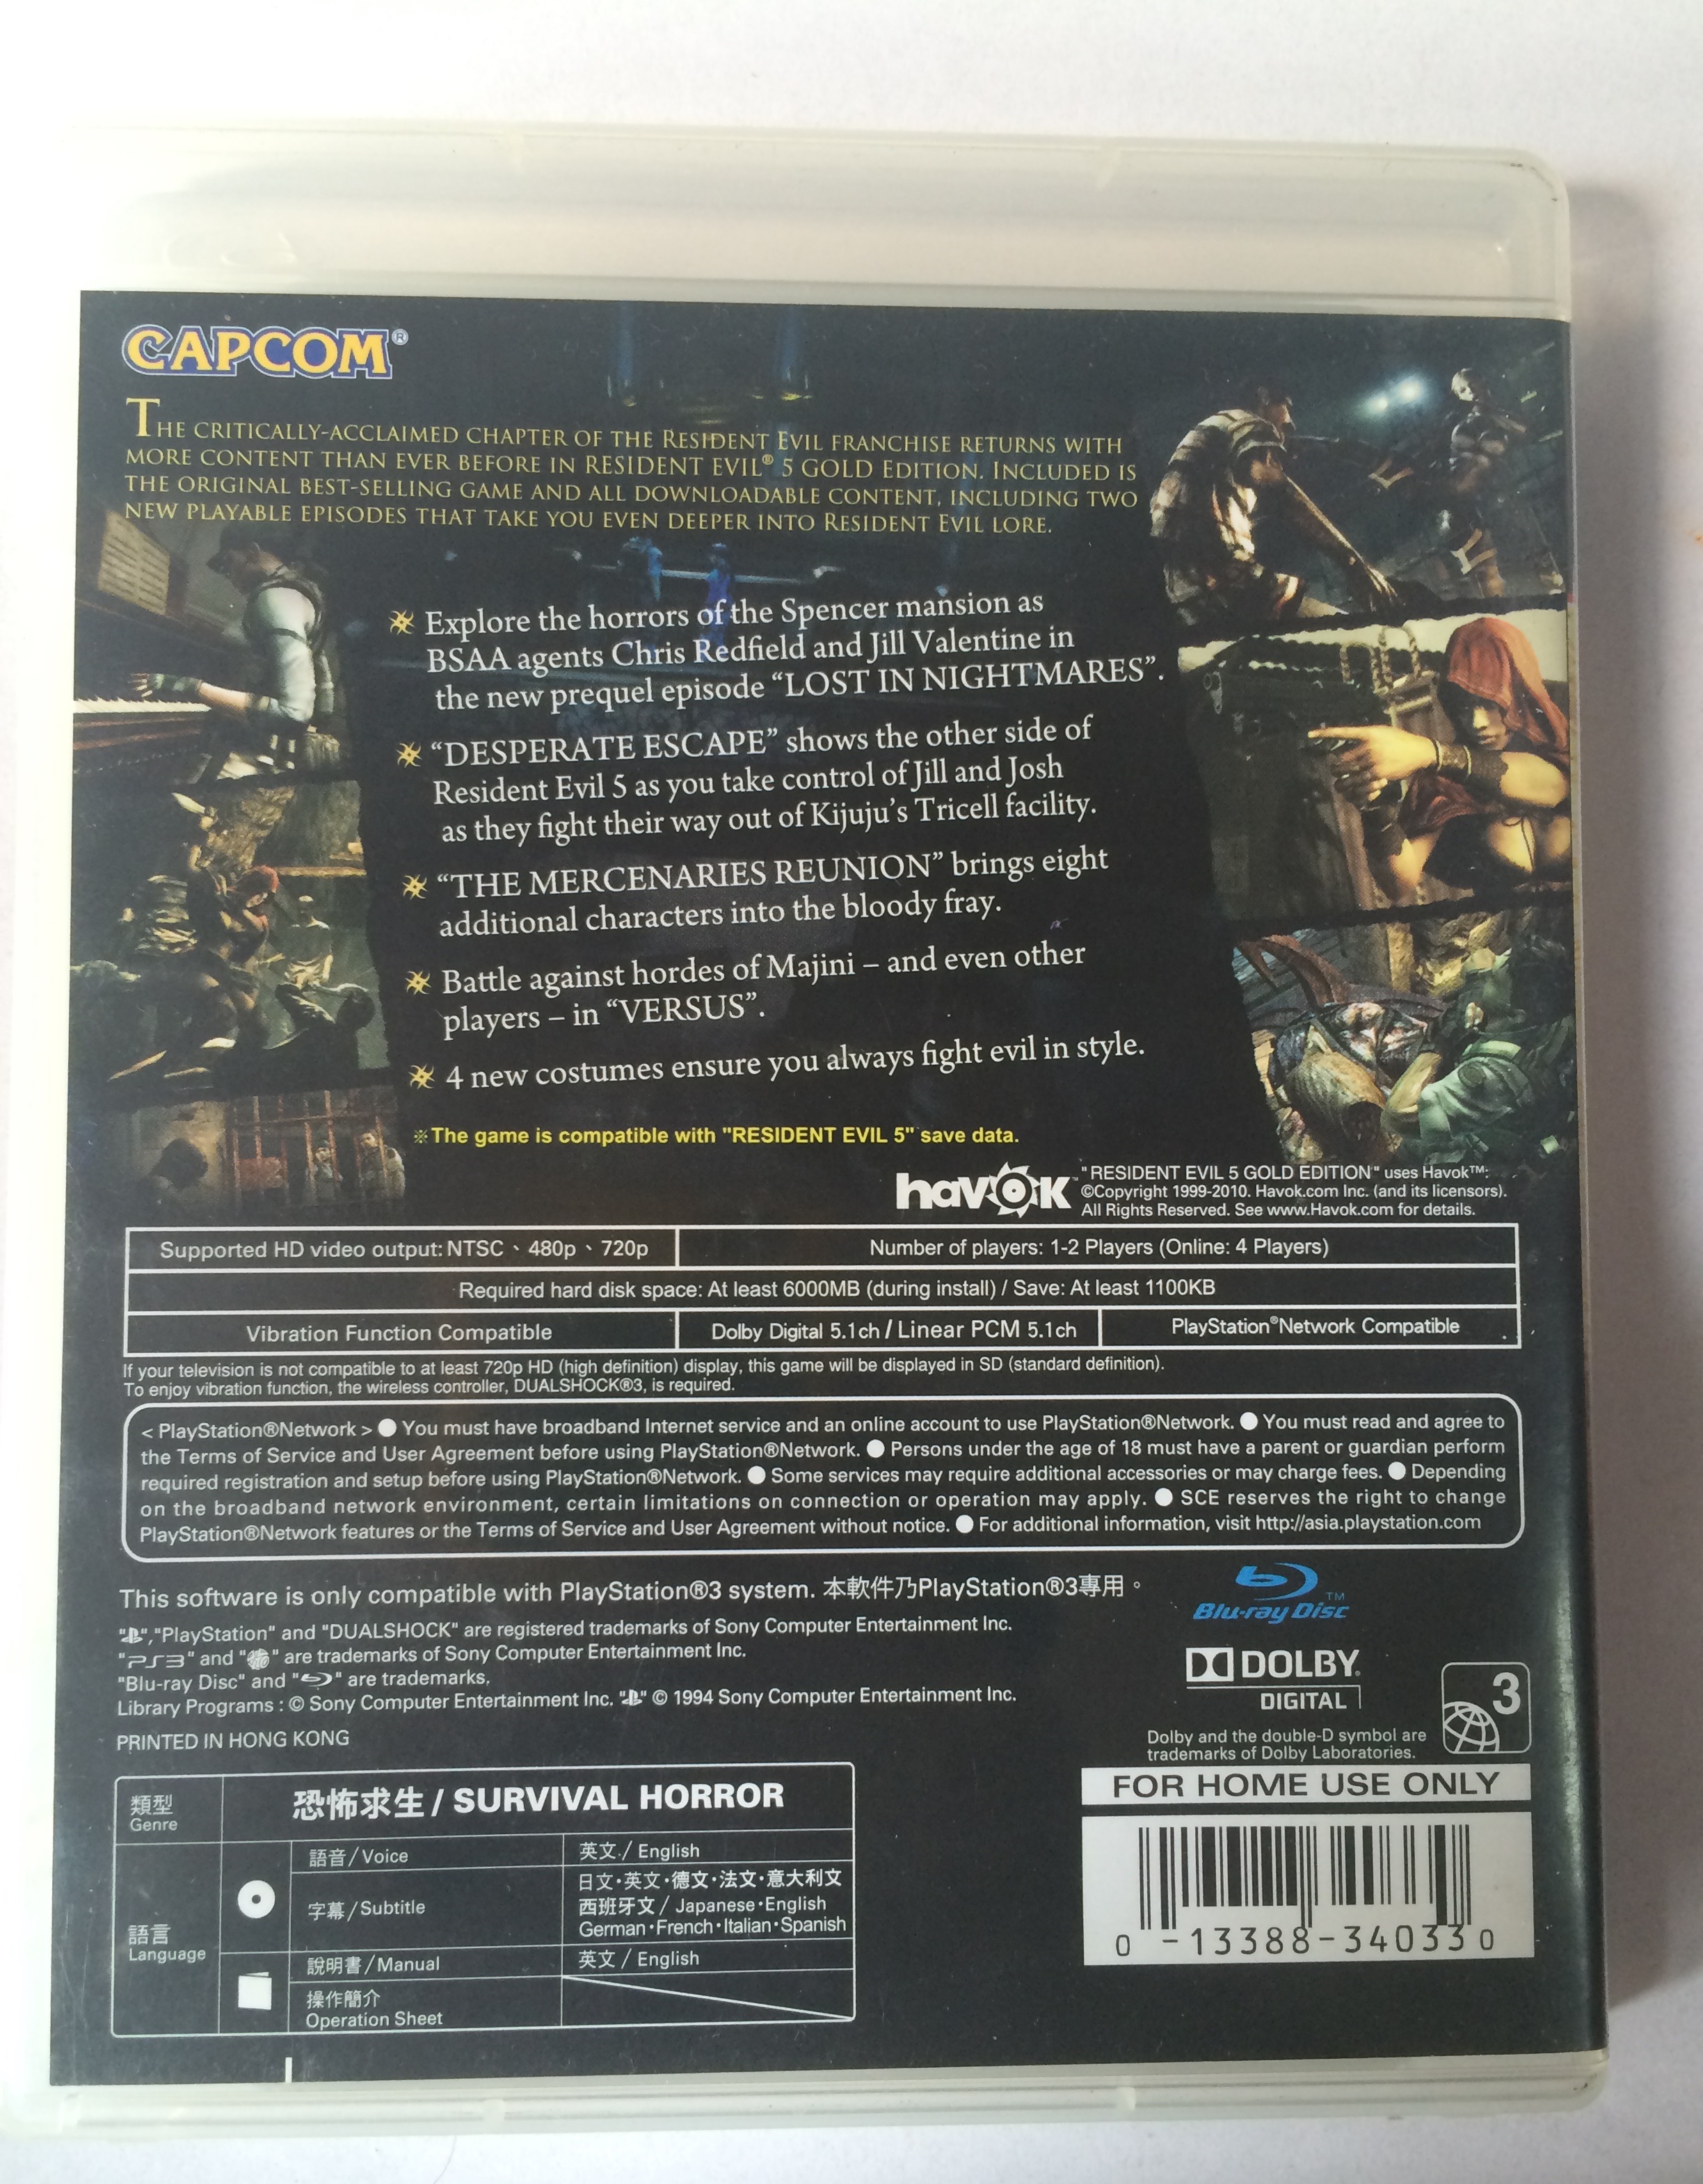 CAPCOM®
THE CRITICALLY-ACCLAIMED CHAPTER OF THE RESIDENT EVIL FRANCHISE RETURNS WITH
MORE CONTENT THAN EVER BEFORE IN RESIDENT EVIL® 5 GOLD EDITION. INCLUDED IS
THE ORIGINAL BEST-SELLING GAME AND ALL DOWNLOADABLE CONTENT, INCLUDING TWO
NEW PLAYABLE EPISODES THAT TAKE YOU EVEN DEEPER INTO RESIDENT EVIL LORE.
Explore the horrors of the Spencer mansion as
BSAA agents Chris Redfield and Jill Valentine in
the new prequel episode “LOST IN NIGHTMARES”.
“DESPERATE ESCAPE” shows the other side of
Resident Evil 5 as you take control of Jill and Josh
as they fight their way out of Kijuju’s Tricell facility.
“THE MERCENARIES REUNION” brings eight
additional characters into the bloody fray.
Battle against hordes of Majini – and even other
players – in “VERSUS”.
4 new costumes ensure you always fight evil in style.
※The game is compatible with "RESIDENT EVIL 5" save data.
havok™ "RESIDENT EVIL 5 GOLD EDITION" uses Havok™:
©Copyright 1999-2010. Havok.com Inc. (and its licensors).
All Rights Reserved. See www.Havok.com for details.
Supported HD video output: NTSC、480p、720p
Number of players: 1-2 Players (Online: 4 Players)
Required hard disk space: At least 6000MB (during install) / Save: At least 1100KB
Vibration Function Compatible
Dolby Digital 5.1ch / Linear PCM 5.1ch
PlayStation®Network Compatible
If your television is not compatible to at least 720p HD (high definition) display, this game will be displayed in SD (standard definition).
To enjoy vibration function, the wireless controller, DUALSHOCK®3, is required.
< PlayStation®Network > ● You must have broadband Internet service and an online account to use PlayStation®Network. ● You must read and agree to
the Terms of Service and User Agreement before using PlayStation®Network. ● Persons under the age of 18 must have a parent or guardian perform
required registration and setup before using PlayStation®Network. ● Some services may require additional accessories or may charge fees. ● Depending
on the broadband network environment, certain limitations on connection or operation may apply. ● SCE reserves the right to change
PlayStation®Network features or the Terms of Service and User Agreement without notice. ● For additional information, visit http://asia.playstation.com
This software is only compatible with PlayStation®3 system. 本軟件乃PlayStation®3專用。
"","PlayStation" and "DUALSHOCK" are registered trademarks of Sony Computer Entertainment Inc.
"PS3" and "" are trademarks of Sony Computer Entertainment Inc.
"Blu-ray Disc" and "" are trademarks.
Library Programs : © Sony Computer Entertainment Inc. "" © 1994 Sony Computer Entertainment Inc.
PRINTED IN HONG KONG
Blu-ray Disc™
DOLBY®
DIGITAL
3
Dolby and the double-D symbol are
trademarks of Dolby Laboratories.
類型
Genre
恐怖求生 / SURVIVAL HORROR
語言
Language
語音/Voice
英文 / English
字幕/Subtitle
日文·英文·德文·法文·意大利文
西班牙文 / Japanese·English
German·French·Italian·Spanish
說明書/Manual
英文 / English
操作簡介
Operation Sheet
FOR HOME USE ONLY
0 -13388-34033 0